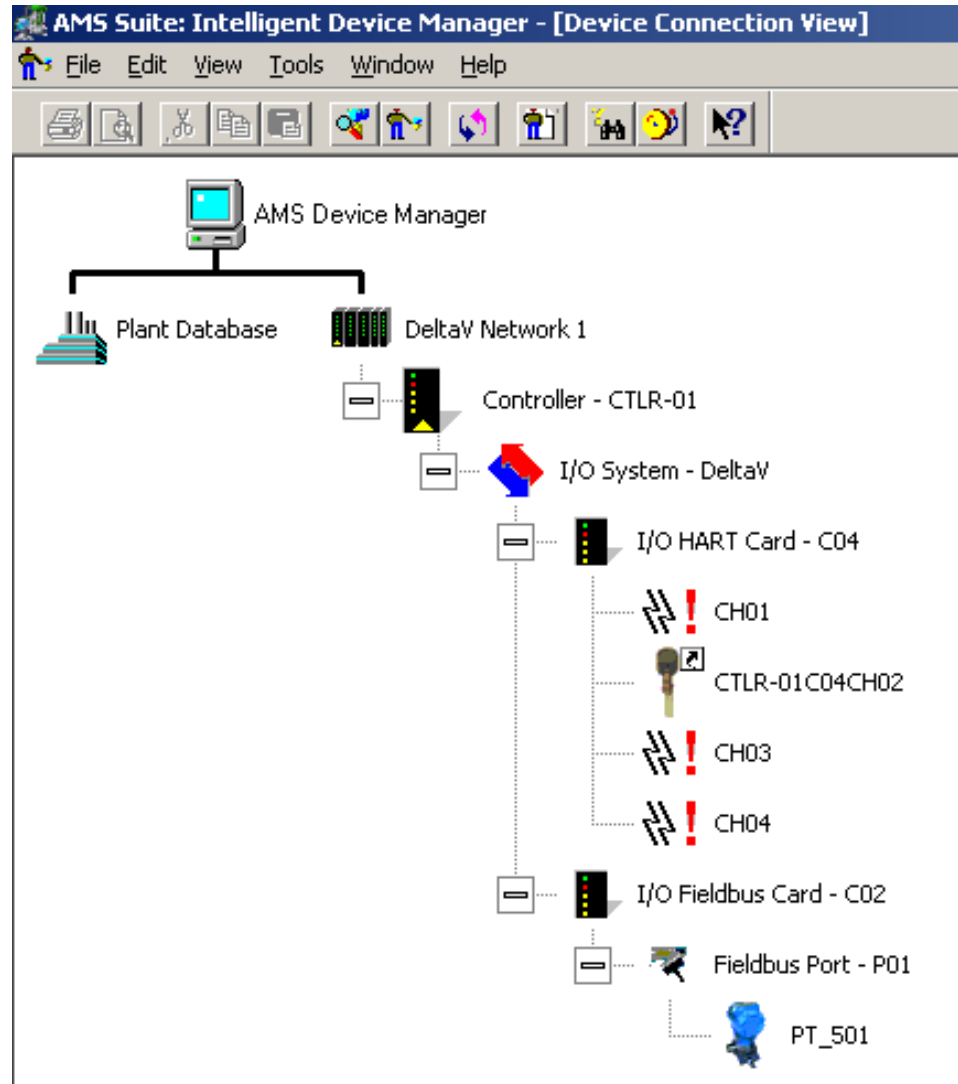 AMS Suite: Intelligent Device Manager - [Device Connection View]
File Edit View Tools Window Help
AMS Device Manager
Plant Database
DeltaV Network 1
Controller - CTLR-01
I/O System - DeltaV
I/O HART Card - C04
CH01
CTLR-01C04CH02
CH03
CH04
I/O Fieldbus Card - C02
Fieldbus Port - P01
PT_501